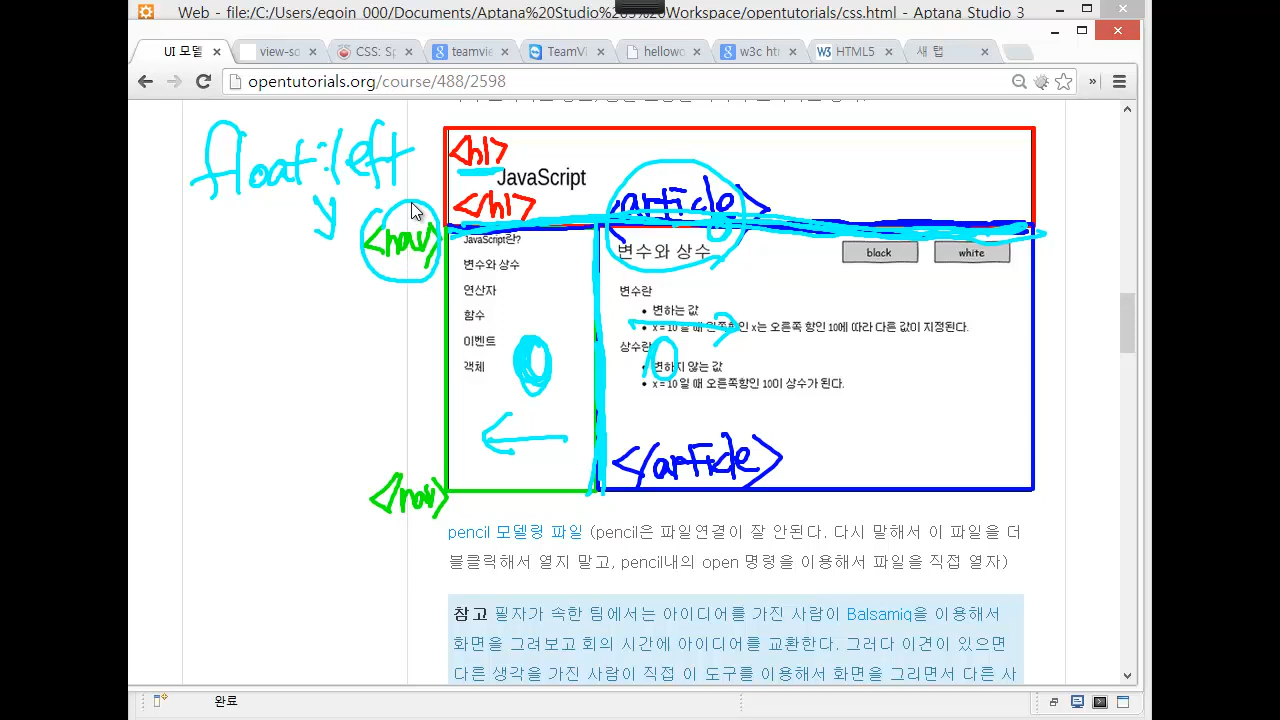 Web - file:/C:/Users/egoin_000/Documents/Aptana%20Studio%203%20Workspace/opentutorials/css.html - Aptana Studio 3
UI 모델 view-so CSS: Sp teamvie TeamVi hellowo w3c htm HTML5 새 탭
opentutorials.org/course/488/2598
float:left
<h1>
JavaScript
</h1>
<article>
<nav>
JavaScript란?
변수와 상수
연산자
함수
이벤트
객체
변수와 상수
black
white
변수란
변하는 값
x = 10 일 때 왼쪽항인 x는 오른쪽 항인 10에 따라 다른 값이 지정된다.
상수란
변하지 않는 값
x = 10 일 때 오른쪽항인 10이 상수가 된다.
</article>
</nav>
pencil 모델링 파일 (pencil은 파일연결이 잘 안된다. 다시 말해서 이 파일을 더
블클릭해서 열지 말고, pencil내의 open 명령을 이용해서 파일을 직접 열자)
참고 필자가 속한 팀에서는 아이디어를 가진 사람이 Balsamiq을 이용해서
화면을 그려보고 회의 시간에 아이디어를 교환한다. 그러다 이견이 있으면
다른 생각을 가진 사람이 직접 이 도구를 이용해서 화면을 그리면서 다른 사
완료